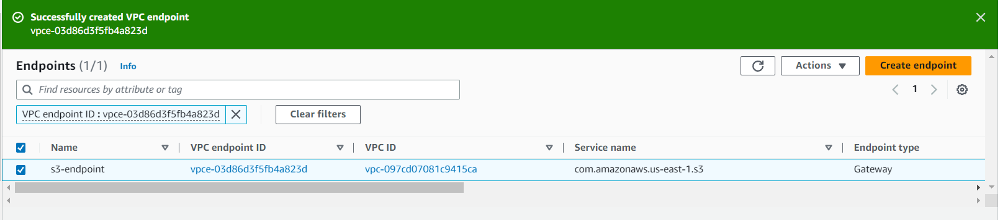 Successfully created VPC endpoint
vpce-03d86d3f5fb4a823d
Endpoints (1/1) Info
Actions
Create endpoint
Find resources by attribute or tag
1
VPC endpoint ID : vpce-03d86d3f5fb4a823d
Clear filters
Name VPC endpoint ID VPC ID Service name Endpoint type
s3-endpoint vpce-03d86d3f5fb4a823d vpc-097cd07081c9415ca com.amazonaws.us-east-1.s3 Gateway